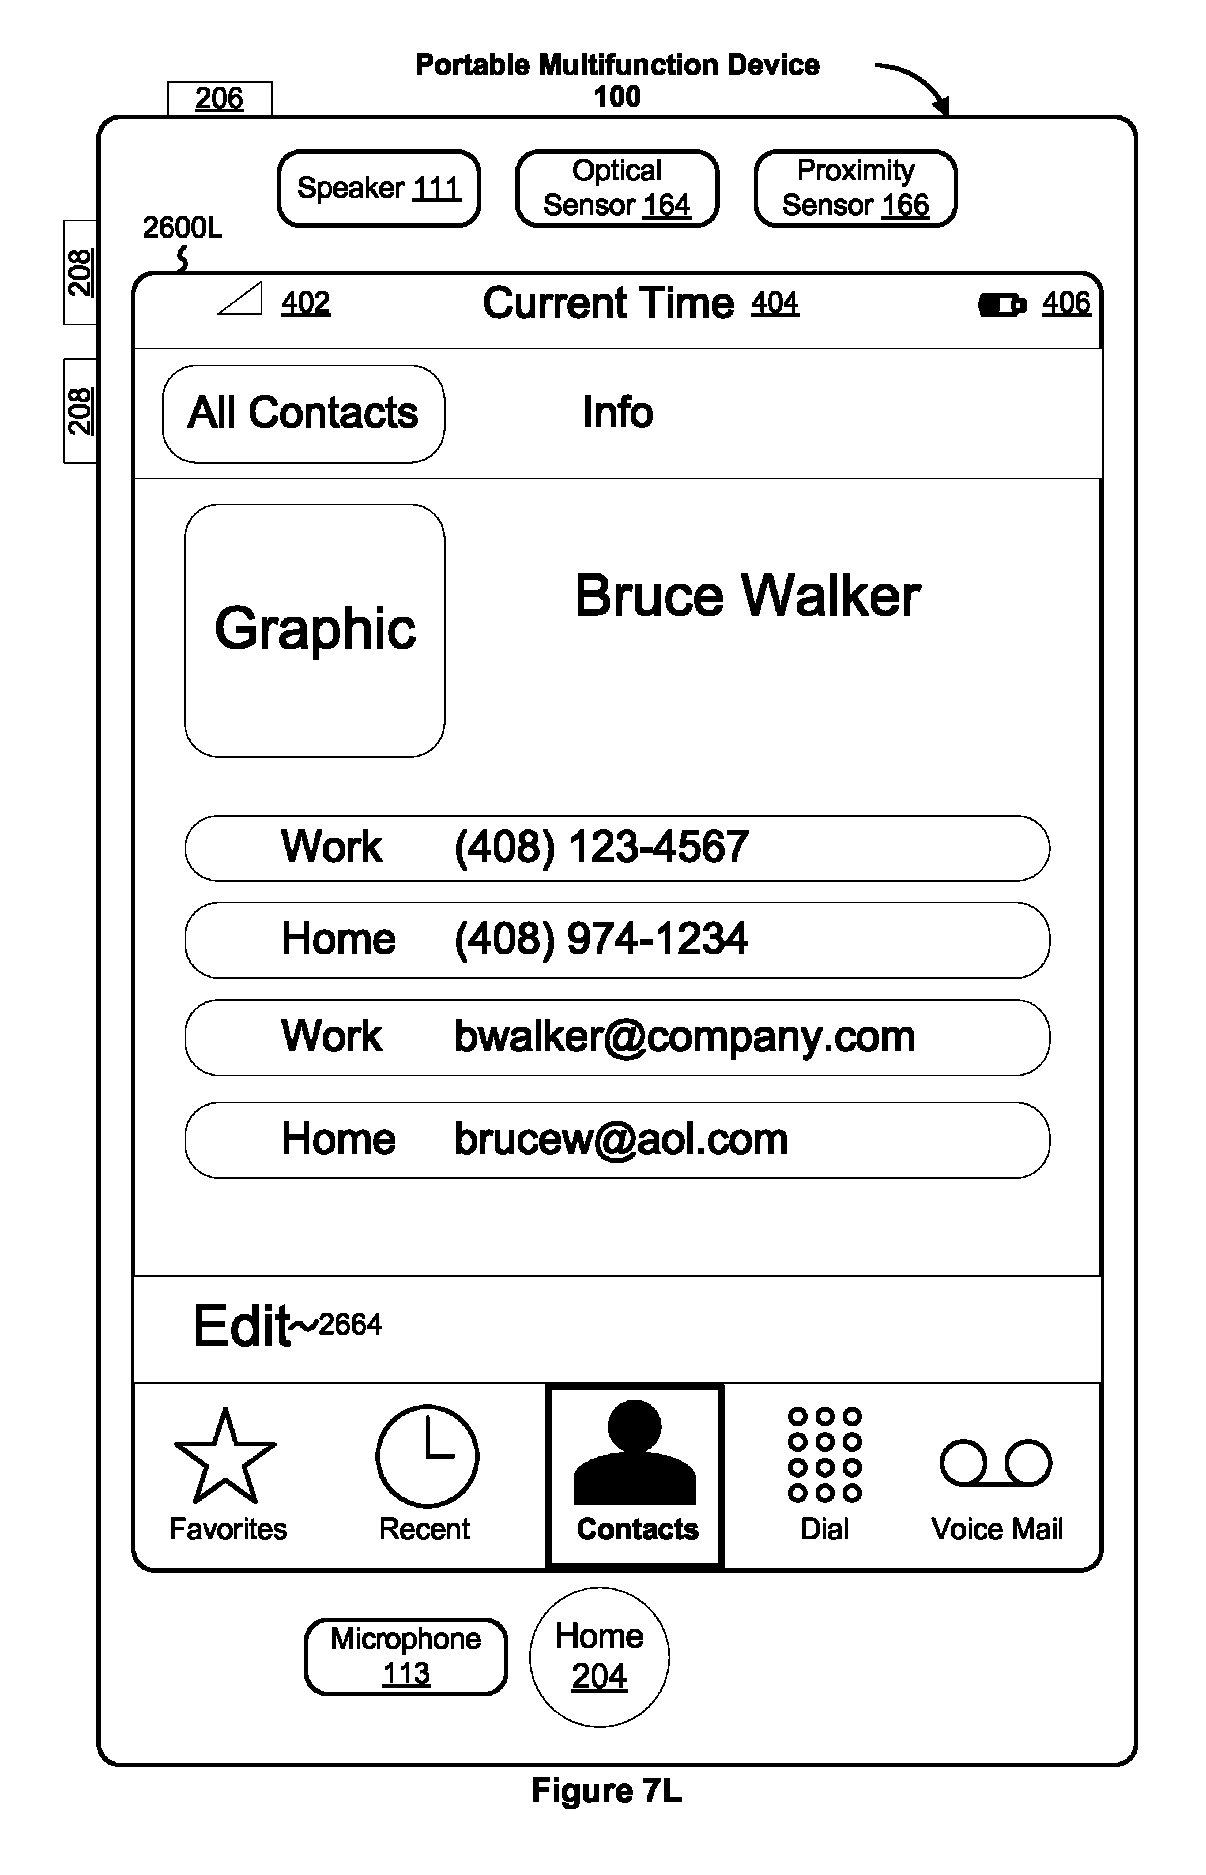 Portable Multifunction Device
100
206
Speaker 111
Optical
Sensor 164
Proximity
Sensor 166
2600L
208
208
402
Current Time 404
406
All Contacts
Info
Graphic
Bruce Walker
Work (408) 123-4567
Home (408) 974-1234
Work bwalker@company.com
Home brucew@aol.com
Edit 2664
Favorites
Recent
Contacts
Dial
Voice Mail
Microphone
113
Home
204
Figure 7L